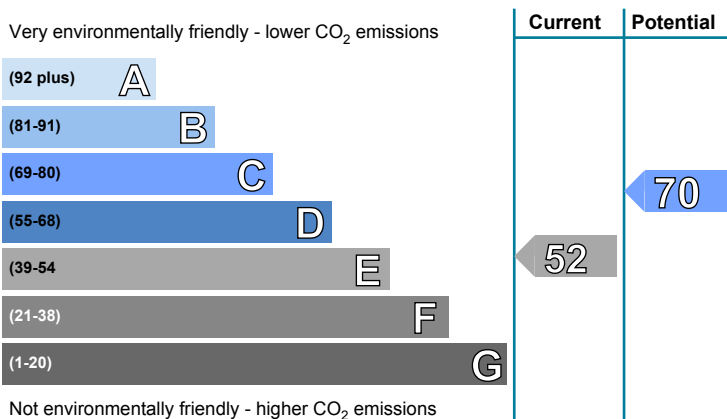 Current Potential
Very environmentally friendly - lower CO2 emissions
(92 plus) A
(81-91) B
(69-80) C
70
(55-68) D
52
(39-54 E
(21-38) F
(1-20) G
Not environmentally friendly - higher CO2 emissions